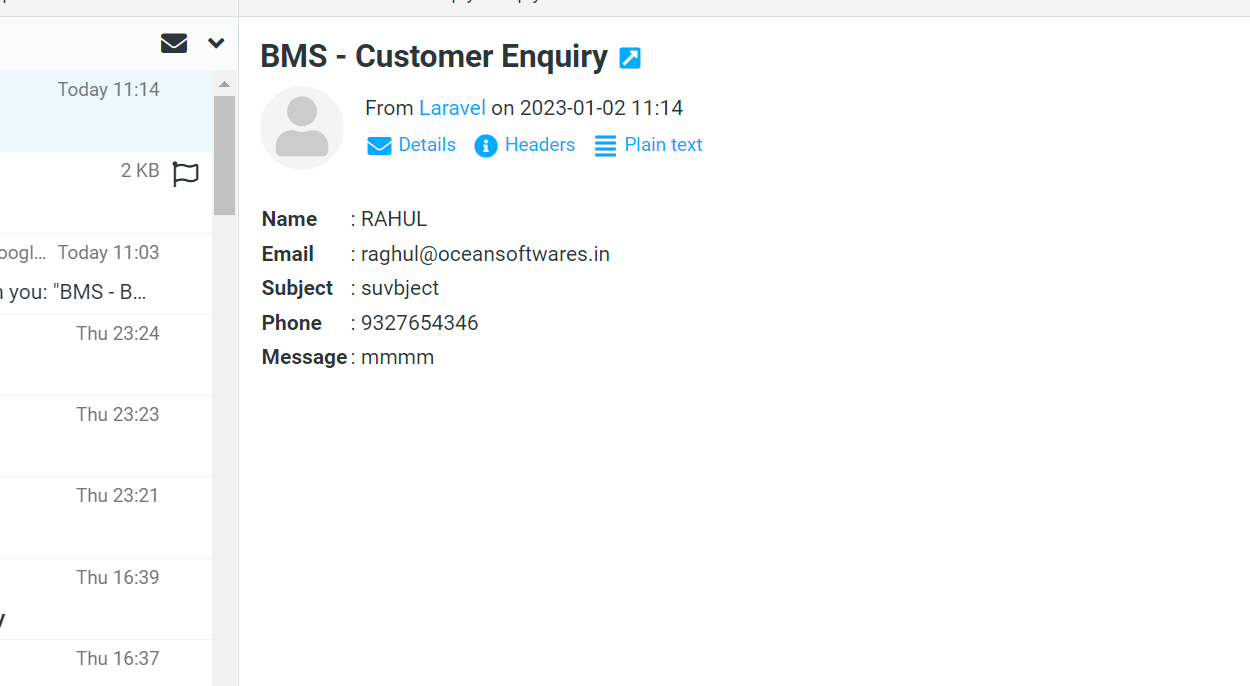 BMS - Customer Enquiry
From Laravel on 2023-01-02 11:14
Details Headers Plain text
Name : RAHUL
Email : raghul@oceansoftwares.in
Subject : suvbject
Phone : 9327654346
Message : mmmm
Today 11:14
2 KB
oogl... Today 11:03
you: "BMS - B...
Thu 23:24
Thu 23:23
Thu 23:21
Thu 16:39
Thu 16:37